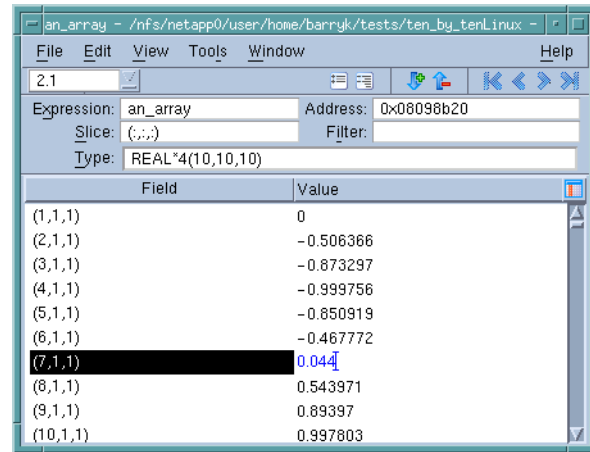 an_array - /nfs/netapp0/user/home/barryk/tests/ten_by_tenLinux -
File Edit View Tools Window Help
2.1
Expression: an_array Address: 0x08098b20
Slice: (:,:,:) Filter:
Type: REAL*4(10,10,10)
Field Value
(1,1,1) 0
(2,1,1) -0.506366
(3,1,1) -0.873297
(4,1,1) -0.999756
(5,1,1) -0.850919
(6,1,1) -0.467772
(7,1,1) 0.044
(8,1,1) 0.543971
(9,1,1) 0.89397
(10,1,1) 0.997803